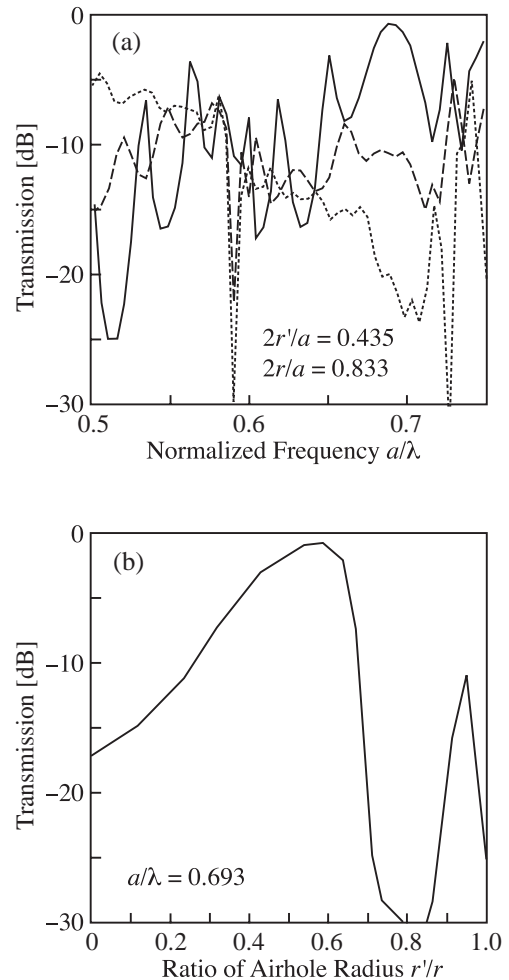 0
(a)
−10
Transmission [dB]
−20
2r'/a = 0.435
2r/a = 0.833
−30
0.5 0.6 0.7
Normalized Frequency a/λ
0
(b)
−10
Transmission [dB]
−20
a/λ = 0.693
−30
0 0.2 0.4 0.6 0.8 1.0
Ratio of Airhole Radius r'/r